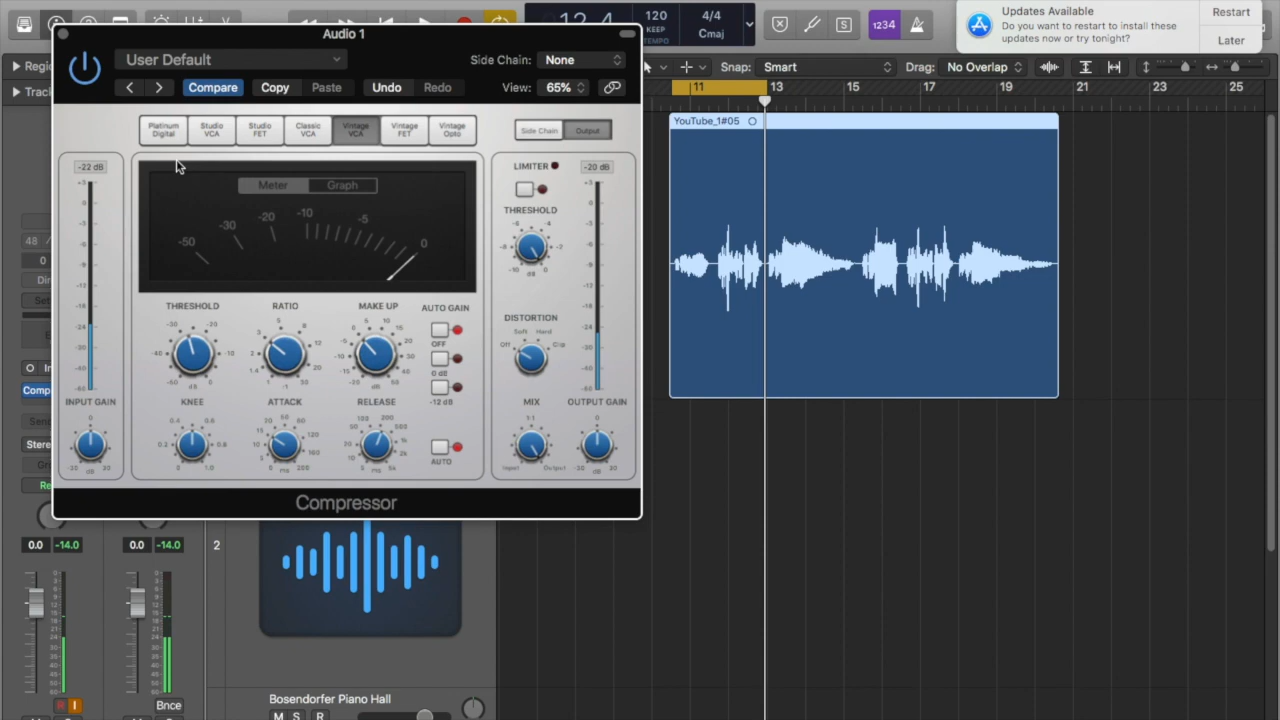 Audio 1
User Default
Side Chain: None
Compare Copy Paste Undo Redo View: 65%
Platinum Digital
Studio VCA
Studio FET
Classic VCA
Vintage VCA
Vintage FET
Vintage Opto
Side Chain Output
-22 dB
Meter Graph
-50 -30 -20 -10 -5 0
LIMITER
-20 dB
THRESHOLD
THRESHOLD RATIO MAKE UP AUTO GAIN
OFF
0 dB
-12 dB
DISTORTION
Off Soft Hard Clip
INPUT GAIN KNEE ATTACK RELEASE MIX OUTPUT GAIN
AUTO
1:1
Input Output
Compressor
120
KEEP
TEMPO
4/4
Cmaj
1234
Updates Available
Do you want to restart to install these
updates now or try tonight?
Restart
Later
Snap: Smart Drag: No Overlap
11 13 15 17 19 21 23 25
YouTube_1#05
0.0 -14.0 0.0 -14.0 2
R I Bnce
Bosendorfer Piano Hall
M S R